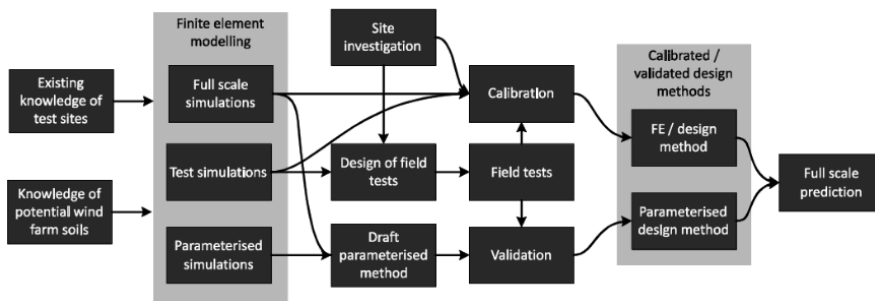 Finite element
modelling
Site
investigation
Calibrated /
validated design
methods
Existing
knowledge of
test sites
Full scale
simulations
Calibration
FE / design
method
Test simulations
Design of field
tests
Field tests
Full scale
prediction
Knowledge of
potential wind
farm soils
Parameterised
simulations
Draft
parameterised
method
Validation
Parameterised
design method